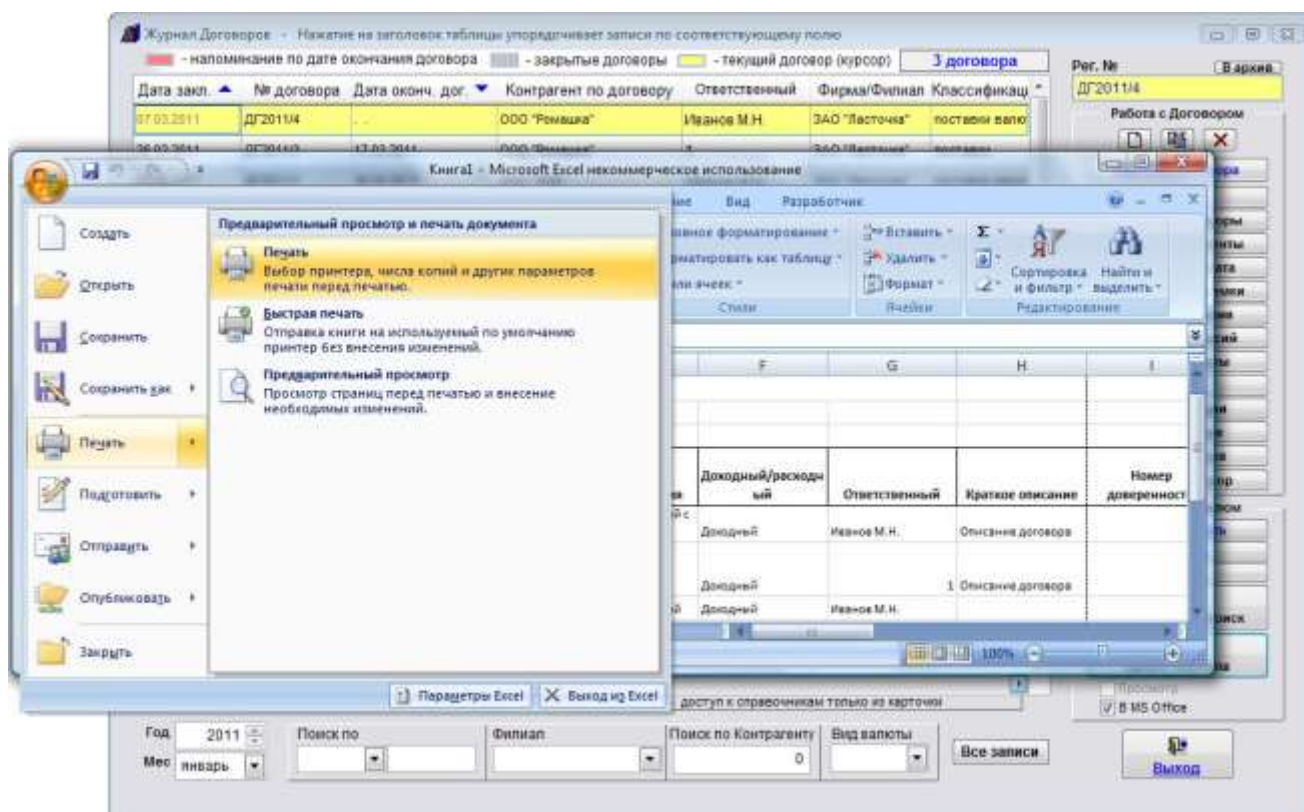 Журнал Договоров - Нажатие на заголовок таблицы упорядочивает записи по соответствующему полю
- напоминание по дате окончания договора - закрытые договоры - текущий договор (курсор) 3 договора
Рег. № В архив
Дата закл. № договора Дата оконч. дог. Контрагент по договору Ответственный Фирма/Филиал Классификац
ДГ2011/4
07.03.2011 ДГ2011/4 . . ООО "Ромашка" Иванов М.Н. ЗАО "Ласточка" поставки валю
Работа с Договором
Книга1 - Microsoft Excel некоммерческое использование
Вид Разработчик
Создать
Открыть
Сохранить
Сохранить как
Печать
Подготовить
Отправить
Опубликовать
Закрыть
Предварительный просмотр и печать документа
Печать
Выбор принтера, числа копий и других параметров
печати перед печатью.
Быстрая печать
Отправка книги на используемый по умолчанию
принтер без внесения изменений.
Предварительный просмотр
Просмотр страниц перед печатью и внесение
необходимых изменений.
Параметры Excel Выход из Excel
Вставить
Удалить
Формат
Сортировка
и фильтр
Найти и
выделить
Стили Ячейки Редактирование
F G H I
Доходный/расходн
ый Ответственный Краткое описание Номер
доверенност
Доходный Иванов М.Н. Описание договора
Доходный 1 Описание договора
Доходный Иванов М.Н.
100%
доступ к справочникам только из карточки
Просмотр
В MS Office
Год 2011
Мес январь
Поиск по
Филиал
Поиск по Контрагенту
0
Вид валюты
Все записи
Выход